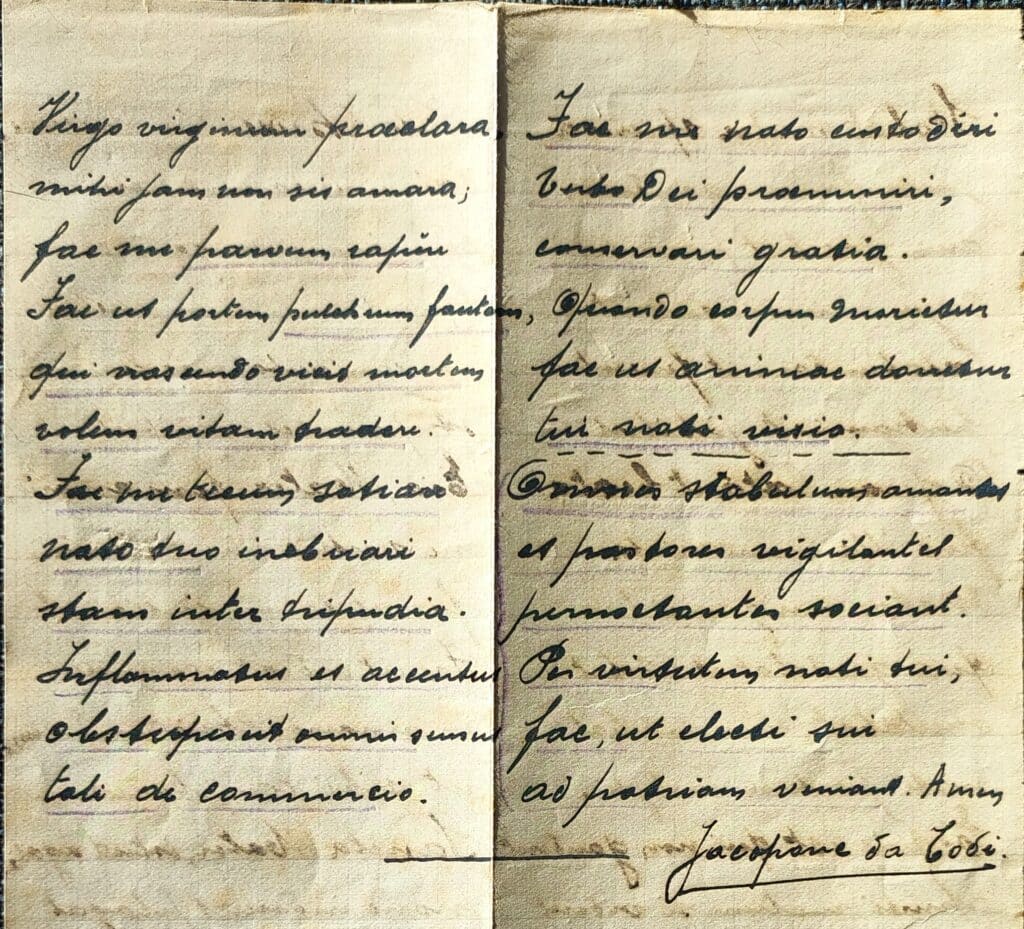 Virgo virginum praeclara,
mihi jam non sis amara;
fac me parvum rapere
Fac ut portem pulchrum fantem,
qui nascendo vicit mortem
volens vitam tradere.
Fac me tecum satiari
nato tuo inebriari
stans inter tripudia.
Inflammatus et accensus
obstupescit omnis sensus
tali de commercio.
Fac me nato custodiri
Verbo Dei praemuniri,
conservari gratia.
Quando corpus morietur
fac ut animae donetur
tui nati visio.
Omnes stabulum amantes
et pastores vigilantes
pernoctantes sociant.
Per virtutem nati tui,
fac, ut electi sui
ad patriam veniant. Amen
Jacopone da Todi.